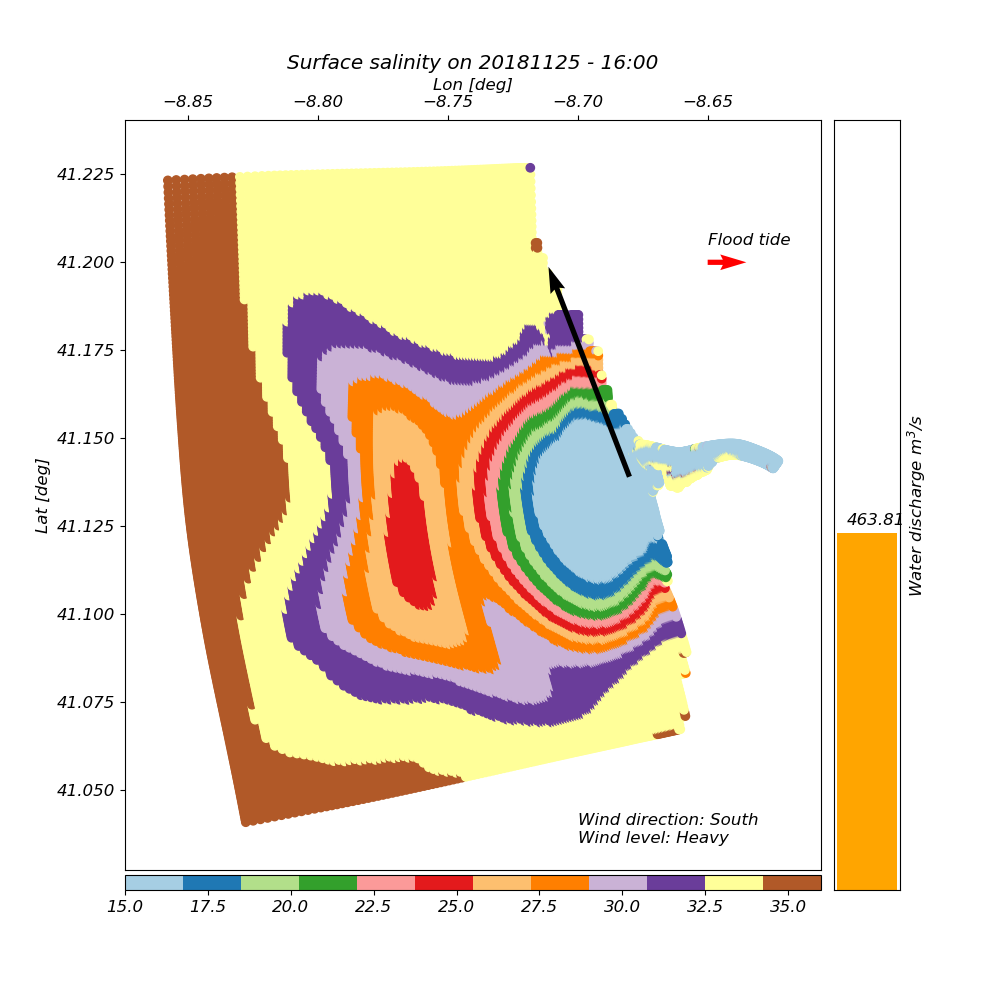 Surface salinity on 20181125 - 16:00
Lon [deg]
−8.85 −8.80 −8.75 −8.70 −8.65
41.225
41.200
41.175
41.150
41.125
41.100
41.075
41.050
Lat [deg]
Flood tide
Wind direction: South
Wind level: Heavy
463.81
Water discharge m³/s
15.0 17.5 20.0 22.5 25.0 27.5 30.0 32.5 35.0